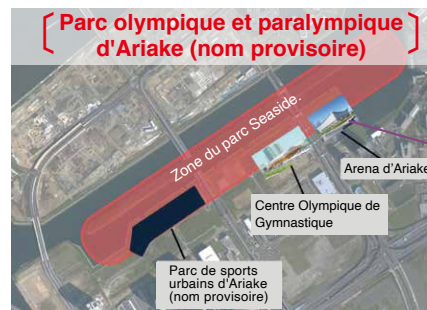 Parc olympique et paralympique
d'Ariake (nom provisoire)
Zone du parc Seaside.
Arena d'Ariake
Centre Olympique de
Gymnastique
Parc de sports
urbains d'Ariake
(nom provisoire)